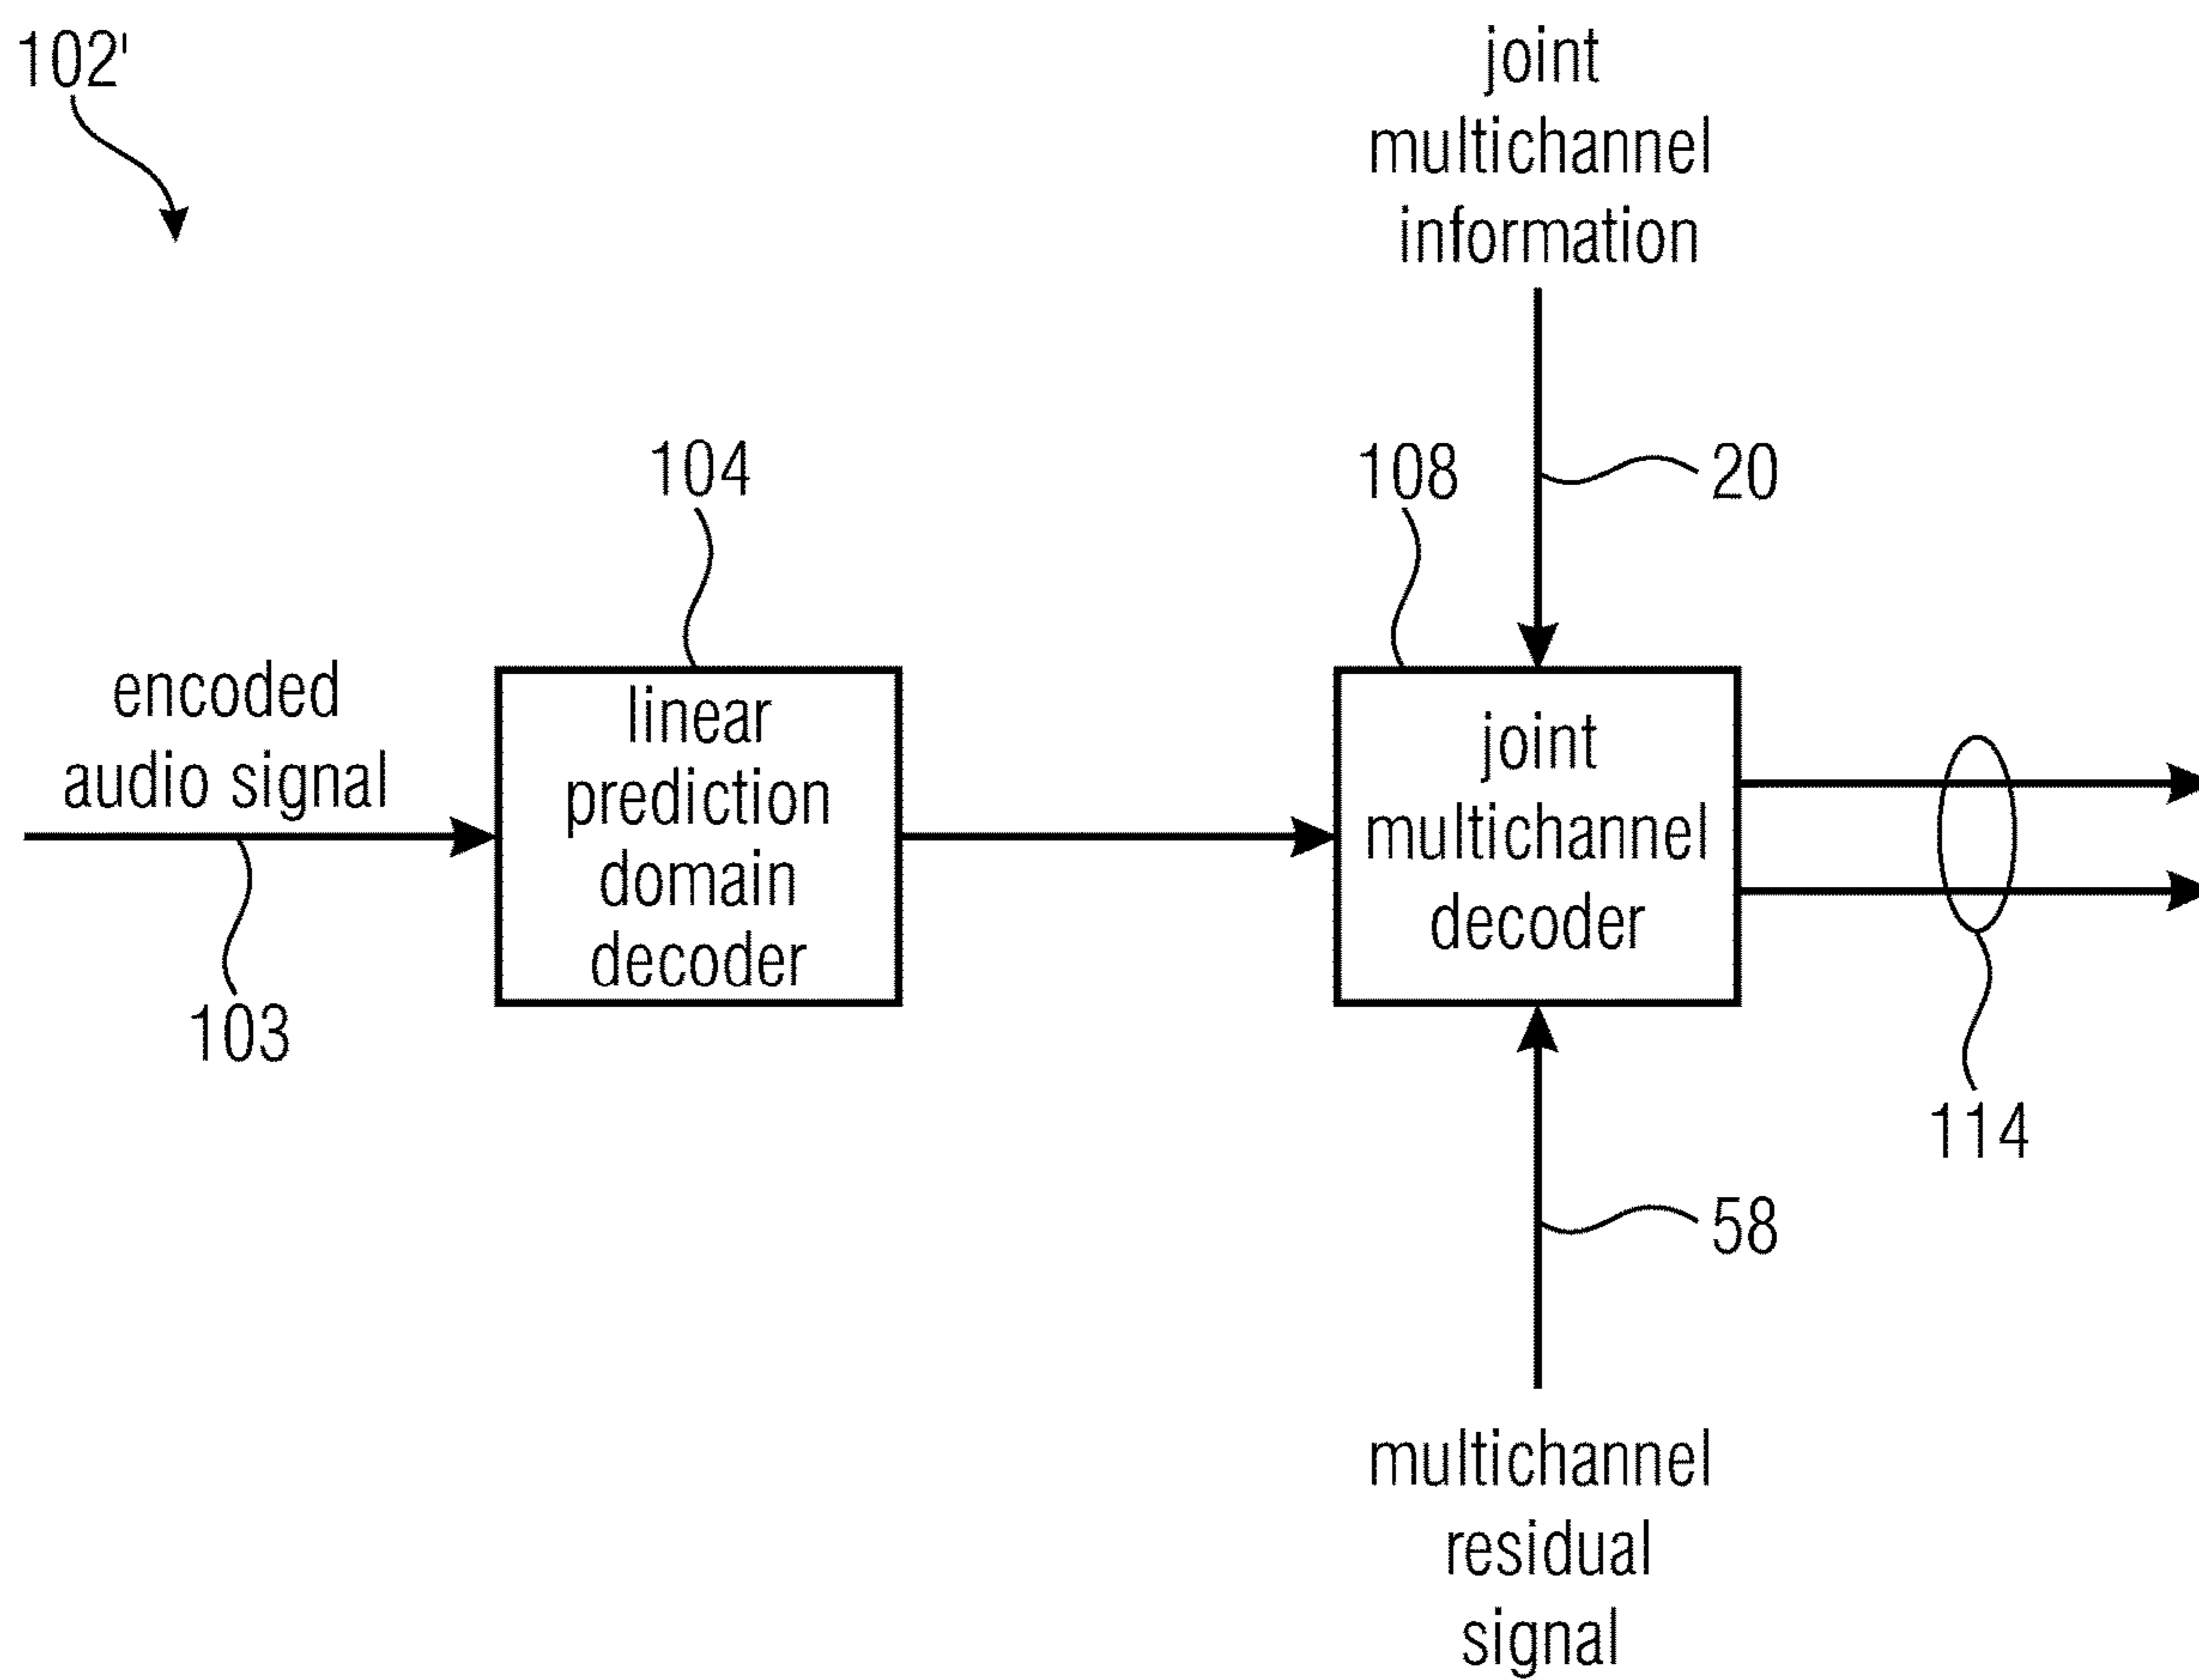 102'
joint
multichannel
information
104
108
20
encoded
audio signal
linear
prediction
domain
decoder
joint
multichannel
decoder
103
114
58
multichannel
residual
signal